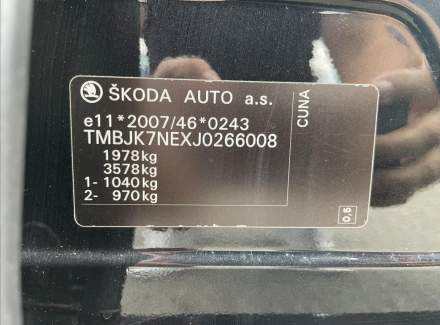 ŠKODA AUTO a.s.
e11*2007/46*0243
TMBJK7NEXJ0266008
1978kg
3578kg
1- 1040kg
2- 970kg
CUNA
0,5